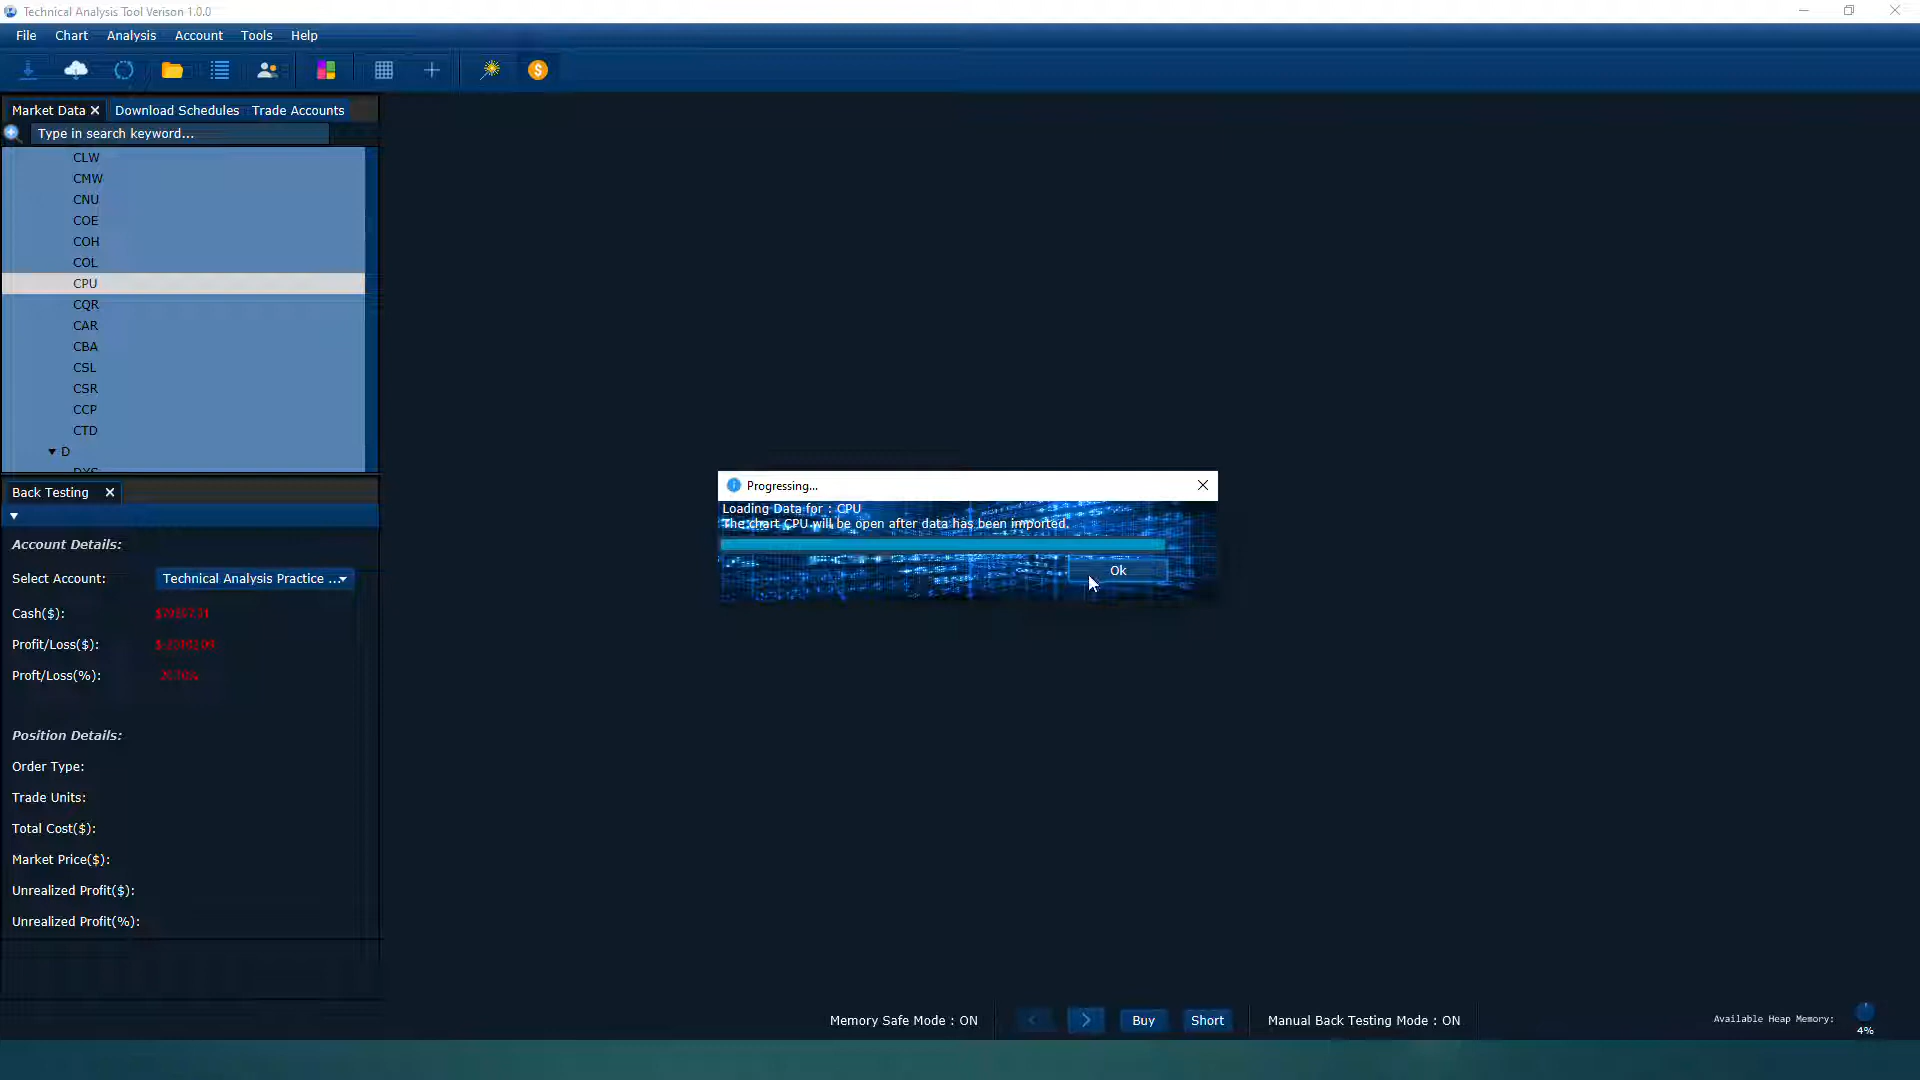 Technical Analysis Tool Verison 1.0.0
File Chart Analysis Account Tools Help
Market Data Download Schedules Trade Accounts
Type in search keyword...
CLW
CMW
CNU
COE
COH
COL
CPU
CQR
CAR
CBA
CSL
CSR
CCP
CTD
D
Progressing...
Loading Data for : CPU
The chart CPU will be open after data has been imported.
Ok
Back Testing
Account Details:
Select Account: Technical Analysis Practice ...
Cash($):
Profit/Loss($):
Proft/Loss(%):
Position Details:
Order Type:
Trade Units:
Total Cost($):
Market Price($):
Unrealized Profit($):
Unrealized Profit(%):
Memory Safe Mode : ON < > Buy Short Manual Back Testing Mode : ON Available Heap Memory: 4%